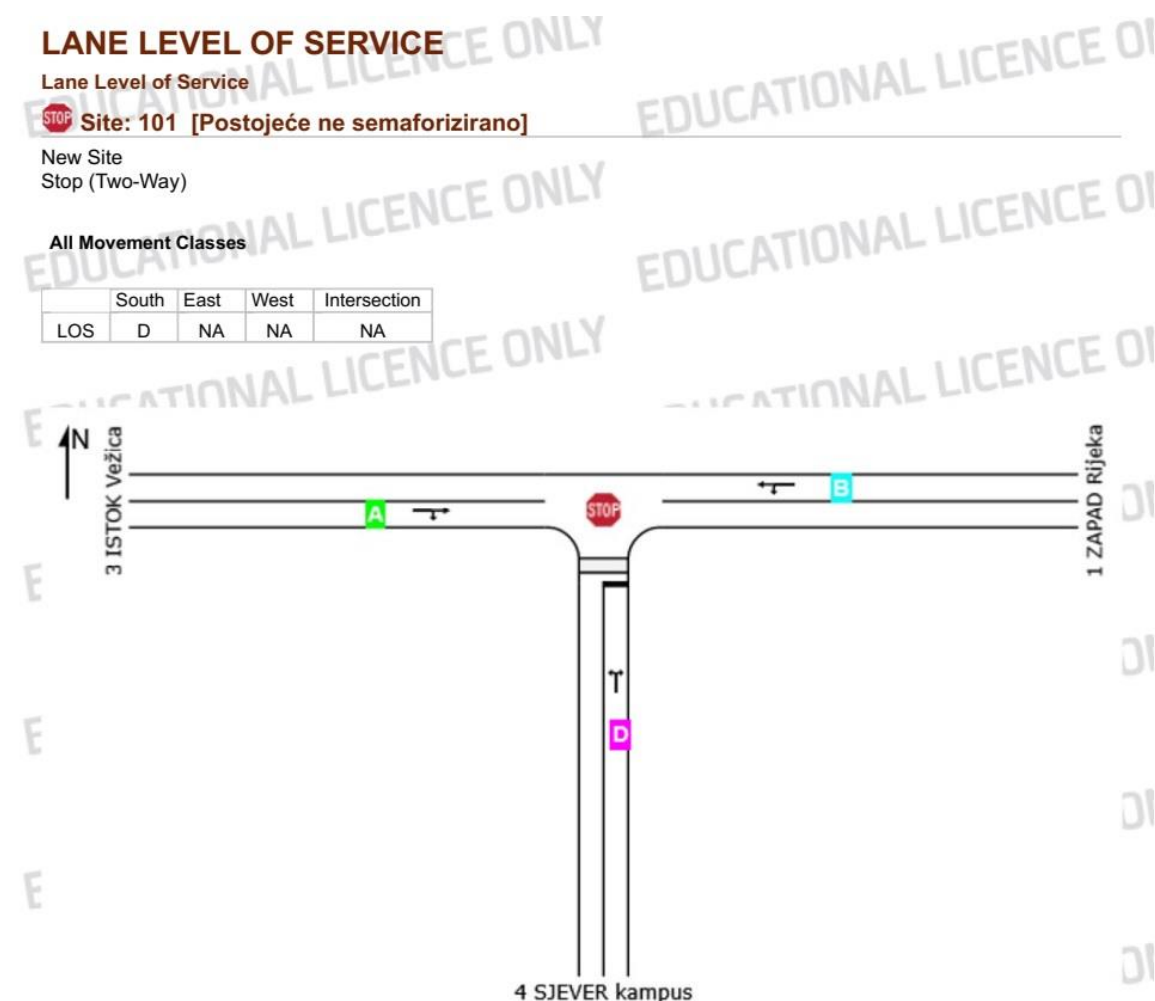 LANE LEVEL OF SERVICE
Lane Level of Service
STOP Site: 101 [Postojeće ne semaforizirano]
New Site
Stop (Two-Way)
All Movement Classes
South East West Intersection
LOS D NA NA NA
EDUCATIONAL LICENCE ONLY
N
3 ISTOK Vežica
A
STOP
B
1 ZAPAD Rijeka
D
4 SJEVER kampus